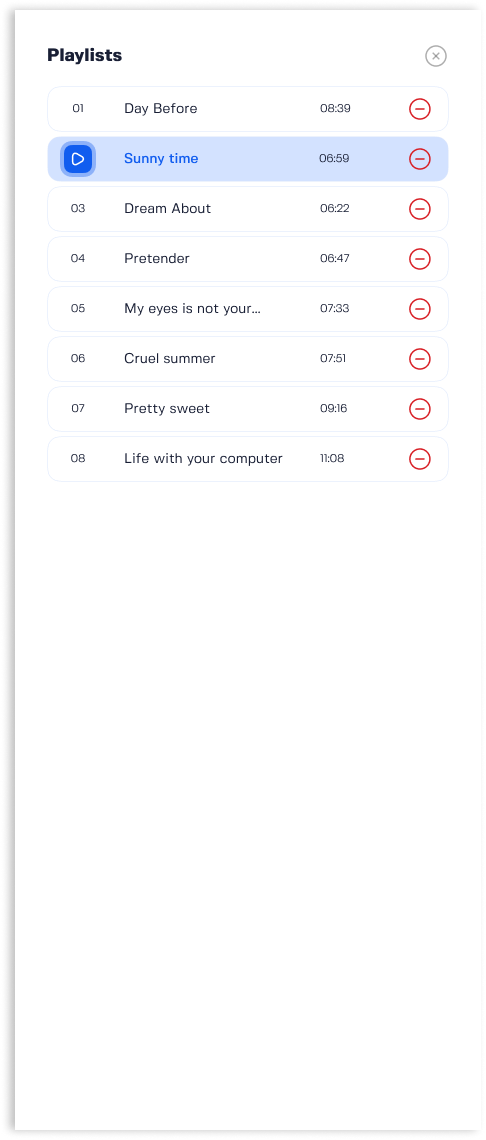 Playlists
01 Day Before 08:39
Sunny time 06:59
03 Dream About 06:22
04 Pretender 06:47
05 My eyes is not your... 07:33
06 Cruel summer 07:51
07 Pretty sweet 09:16
08 Life with your computer 11:08